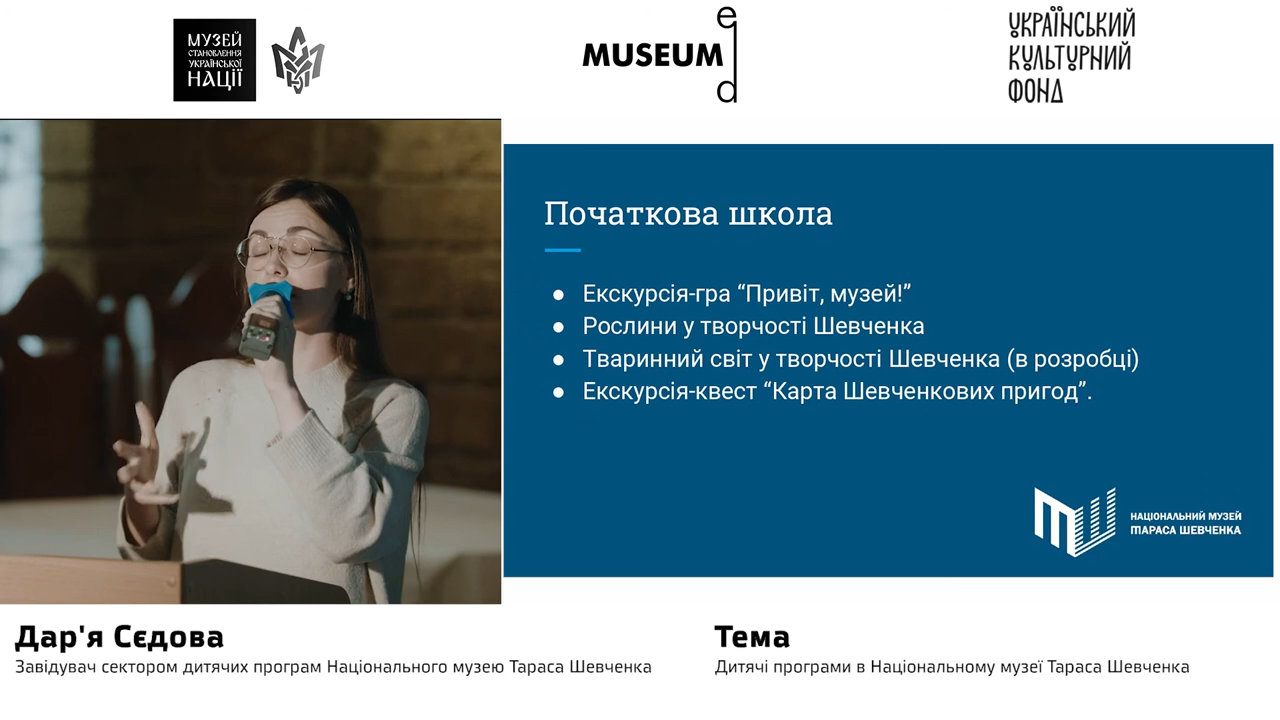 МУЗЕЙ
СТАНОВЛЕННЯ
УКРАЇНСЬКОЇ
НАЦІЇ
MUSEUM
ed
УКРАЇНСЬКИЙ
КУЛЬТУРНИЙ
ФОНД
Початкова школа
● Екскурсія-гра “Привіт, музей!”
● Рослини у творчості Шевченка
● Тваринний світ у творчості Шевченка (в розробці)
● Екскурсія-квест “Карта Шевченкових пригод”.
НАЦІОНАЛЬНИЙ МУЗЕЙ
ТАРАСА ШЕВЧЕНКА
Дар'я Сєдова
Завідувач сектором дитячих програм Національного музею Тараса Шевченка
Тема
Дитячі програми в Національному музеї Тараса Шевченка